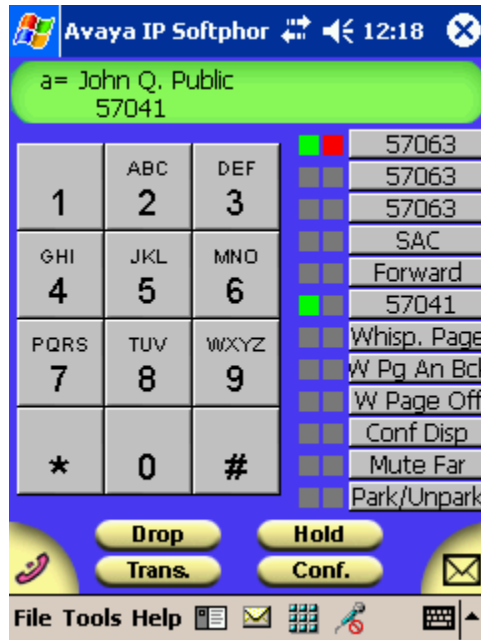 Avaya IP Softphor 12:18
a= John Q. Public
57041
1
ABC
2
DEF
3
GHI
4
JKL
5
MNO
6
PQRS
7
TUV
8
WXYZ
9
*
0
#
57063
57063
57063
SAC
Forward
57041
Whisp. Page
W Pg An Bcl
W Page Off
Conf Disp
Mute Far
Park/Unpark
Drop
Hold
Trans.
Conf.
File Tools Help